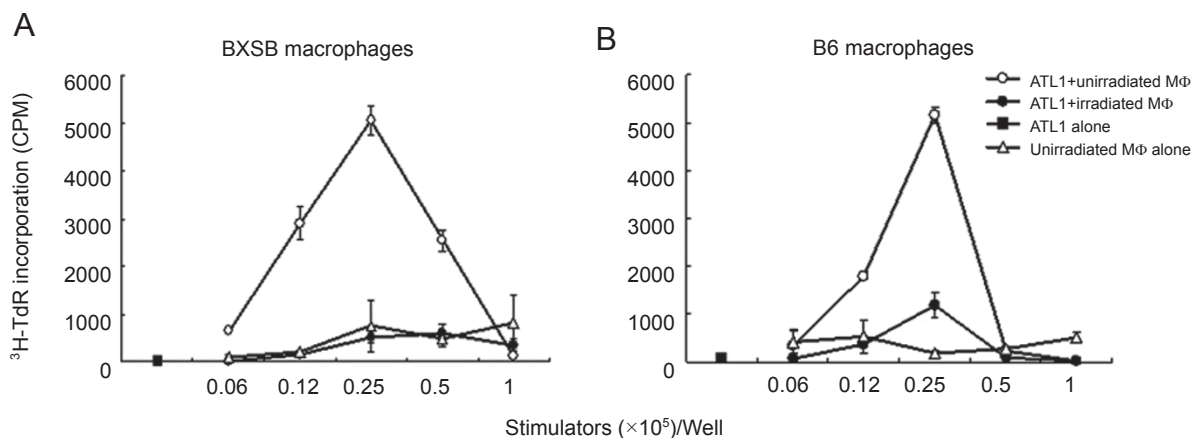 A
BXSB macrophages
³H-TdR incorporation (CPM)
6000
5000
4000
3000
2000
1000
0
0.06 0.12 0.25 0.5 1
B
B6 macrophages
6000
5000
4000
3000
2000
1000
0
0.06 0.12 0.25 0.5 1
ATL1+unirradiated MΦ
ATL1+irradiated MΦ
ATL1 alone
Unirradiated MΦ alone
Stimulators (×10⁵)/Well